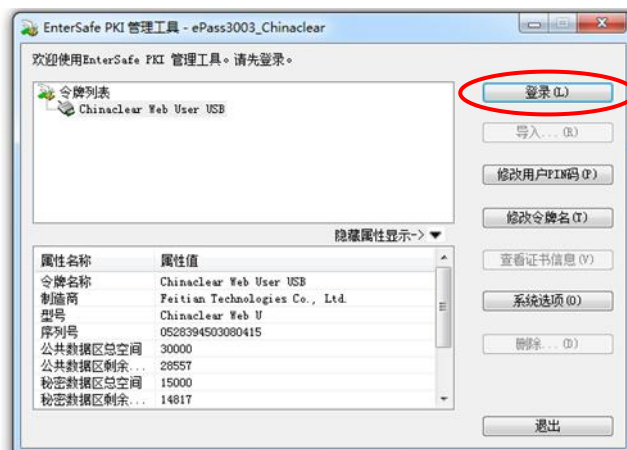 EnterSafe PKI 管理工具 - ePass3003_Chinaclear
欢迎使用EnterSafe PKI 管理工具。请先登录。
令牌列表
Chinaclear Web User USB
登录(L)
导入...(R)
修改用户PIN码(P)
修改令牌名(T)
隐藏属性显示-> ▼
查看证书信息(V)
系统选项(O)
删除...(D)
退出
属性名称 属性值
令牌名称 Chinaclear Web User USB
制造商 Feitian Technologies Co., Ltd.
型号 Chinaclear Web U
序列号 0528394503080415
公共数据区总空间 30000
公共数据区剩余... 28557
秘密数据区总空间 15000
秘密数据区剩余... 14817